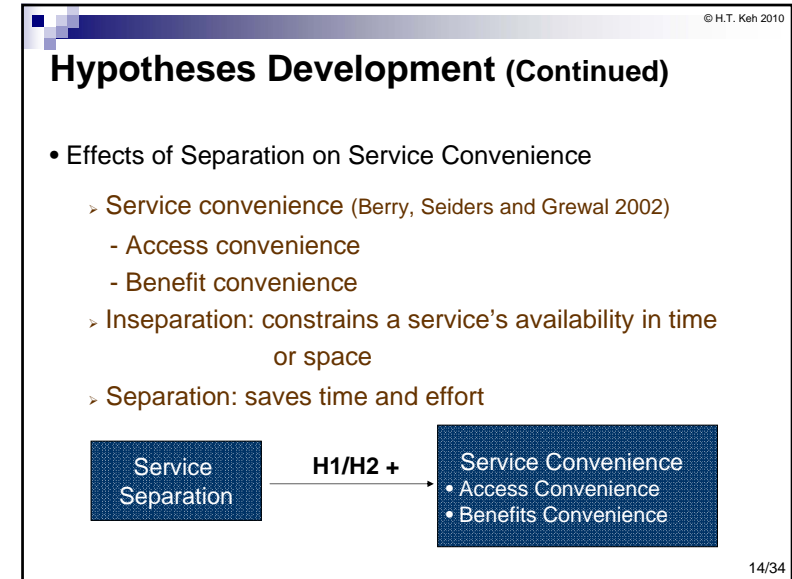 © H.T. Keh 2010
Hypotheses Development (Continued)
• Effects of Separation on Service Convenience
➢ Service convenience (Berry, Seiders and Grewal 2002)
- Access convenience
- Benefit convenience
➢ Inseparation: constrains a service's availability in time
or space
➢ Separation: saves time and effort
Service
Separation
H1/H2 +
Service Convenience
• Access Convenience
• Benefits Convenience
14/34